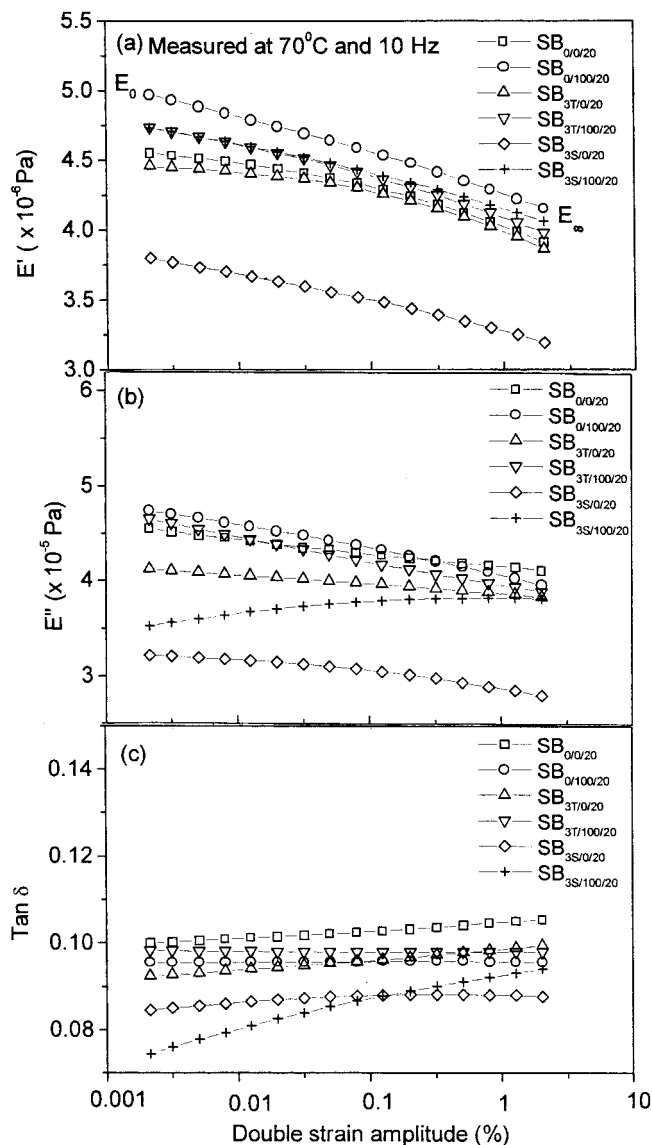 (a) Measured at 70⁰C and 10 Hz
E₀
E∞
SB0/0/20
SB0/100/20
SB3T/0/20
SB3T/100/20
SB3S/0/20
SB3S/100/20
5.5
5.0
4.5
4.0
3.5
3.0
E' ( x 10⁻⁶ Pa)
(b)
SB0/0/20
SB0/100/20
SB3T/0/20
SB3T/100/20
SB3S/0/20
SB3S/100/20
6
5
4
3
E" (x 10⁻⁵ Pa)
(c)
SB0/0/20
SB0/100/20
SB3T/0/20
SB3T/100/20
SB3S/0/20
SB3S/100/20
0.14
0.12
0.10
0.08
Tan δ
0.001 0.01 0.1 1 10
Double strain amplitude (%)